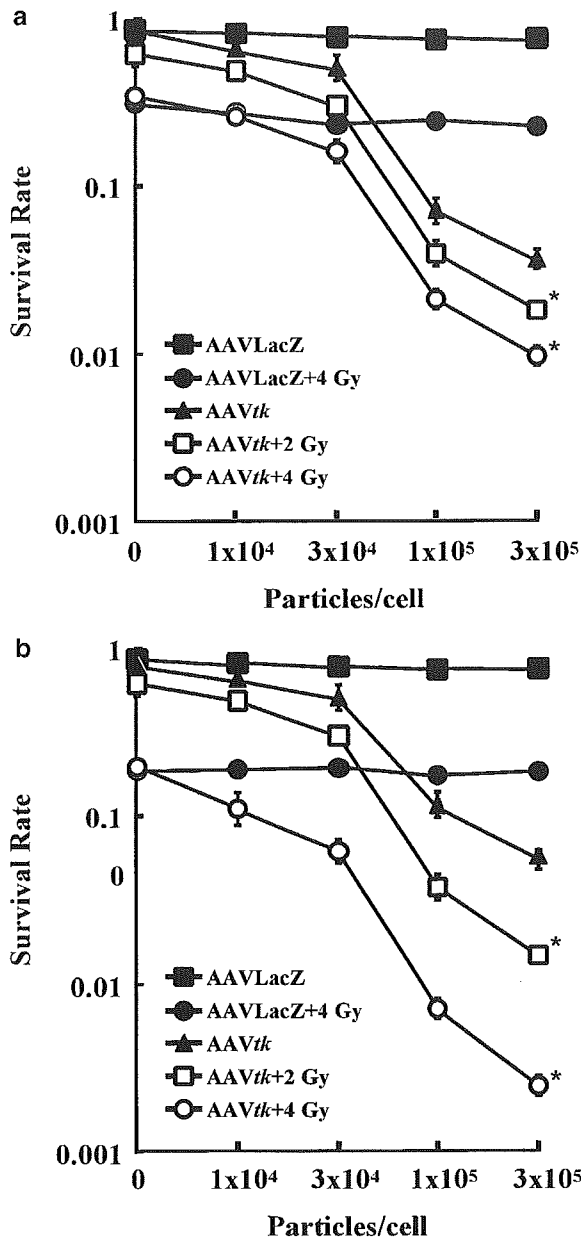 a
1
0.1
0.01
0.001
Survival Rate
AAVLacZ
AAVLacZ+4 Gy
AAVtk
AAVtk+2 Gy
AAVtk+4 Gy
*
*
0 1x10⁴ 3x10⁴ 1x10⁵ 3x10⁵
Particles/cell
b
1
0.1
0
0.01
0.001
Survival Rate
AAVLacZ
AAVLacZ+4 Gy
AAVtk
AAVtk+2 Gy
AAVtk+4 Gy
*
*
0 1x10⁴ 3x10⁴ 1x10⁵ 3x10⁵
Particles/cell